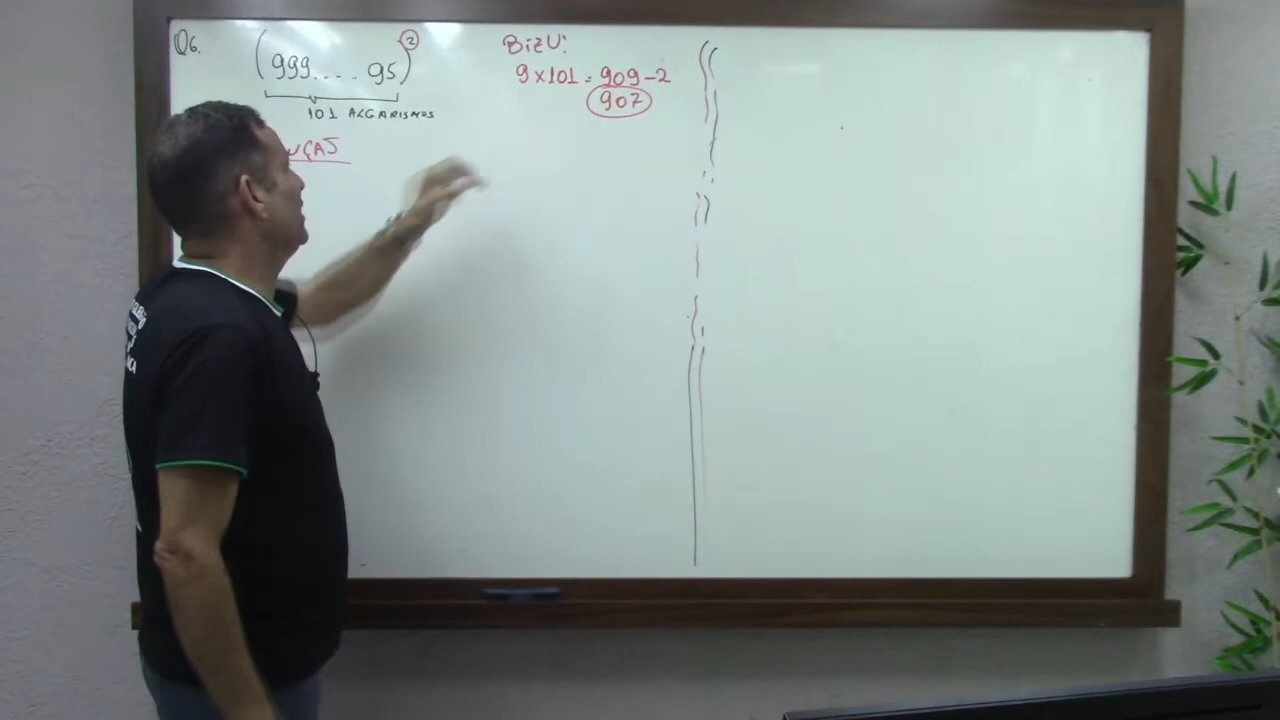 Q6. (999....95)²
101 ALGARISMOS
BIZU:
9 x 101 = 909-2
907